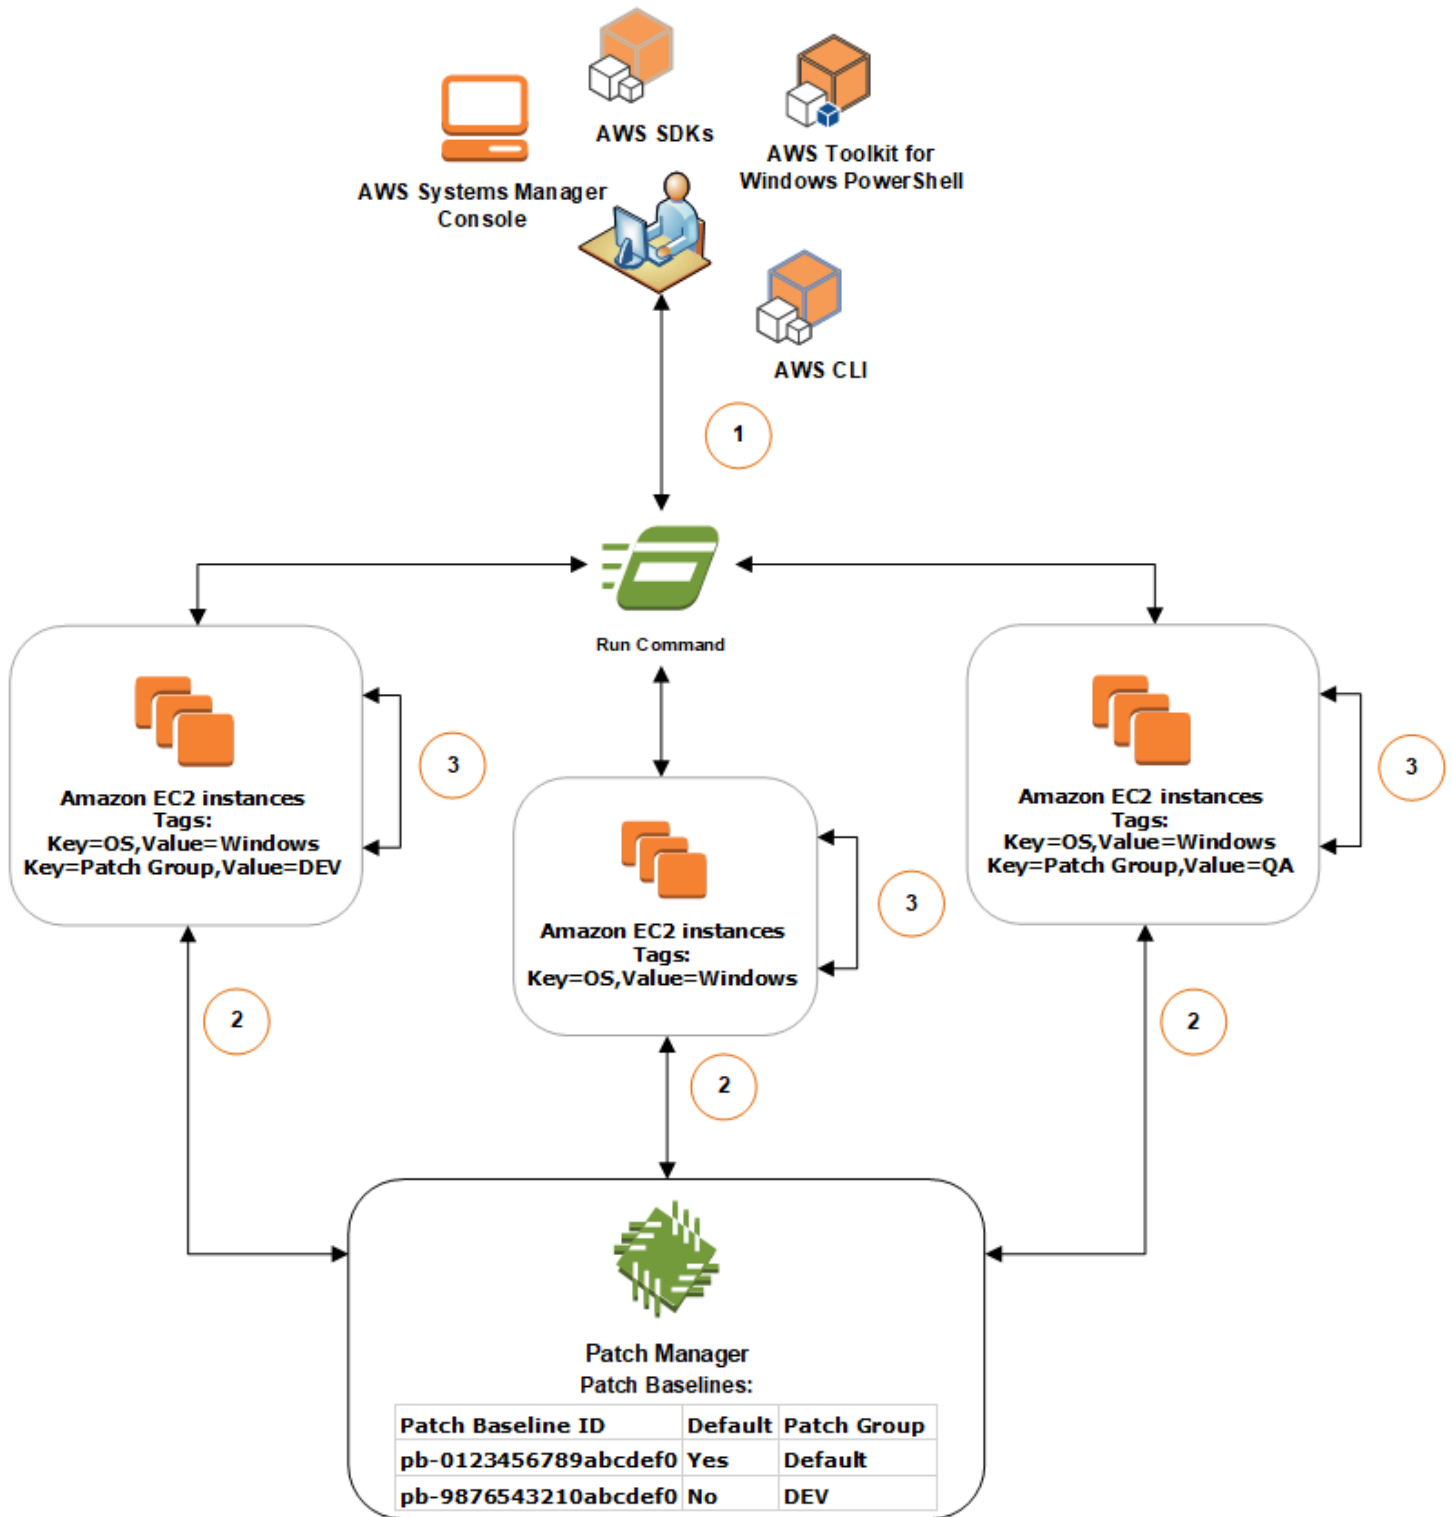 AWS SDKs
AWS Toolkit for
Windows PowerShell
AWS Systems Manager
Console
AWS CLI
1
Run Command
Amazon EC2 instances
Tags:
Key=OS,Value=Windows
Key=Patch Group,Value=DEV
3
Amazon EC2 instances
Tags:
Key=OS,Value=Windows
3
Amazon EC2 instances
Tags:
Key=OS,Value=Windows
Key=Patch Group,Value=QA
3
2
2
2
Patch Manager
Patch Baselines:
Patch Baseline ID Default Patch Group
pb-0123456789abcdef0 Yes Default
pb-9876543210abcdef0 No DEV